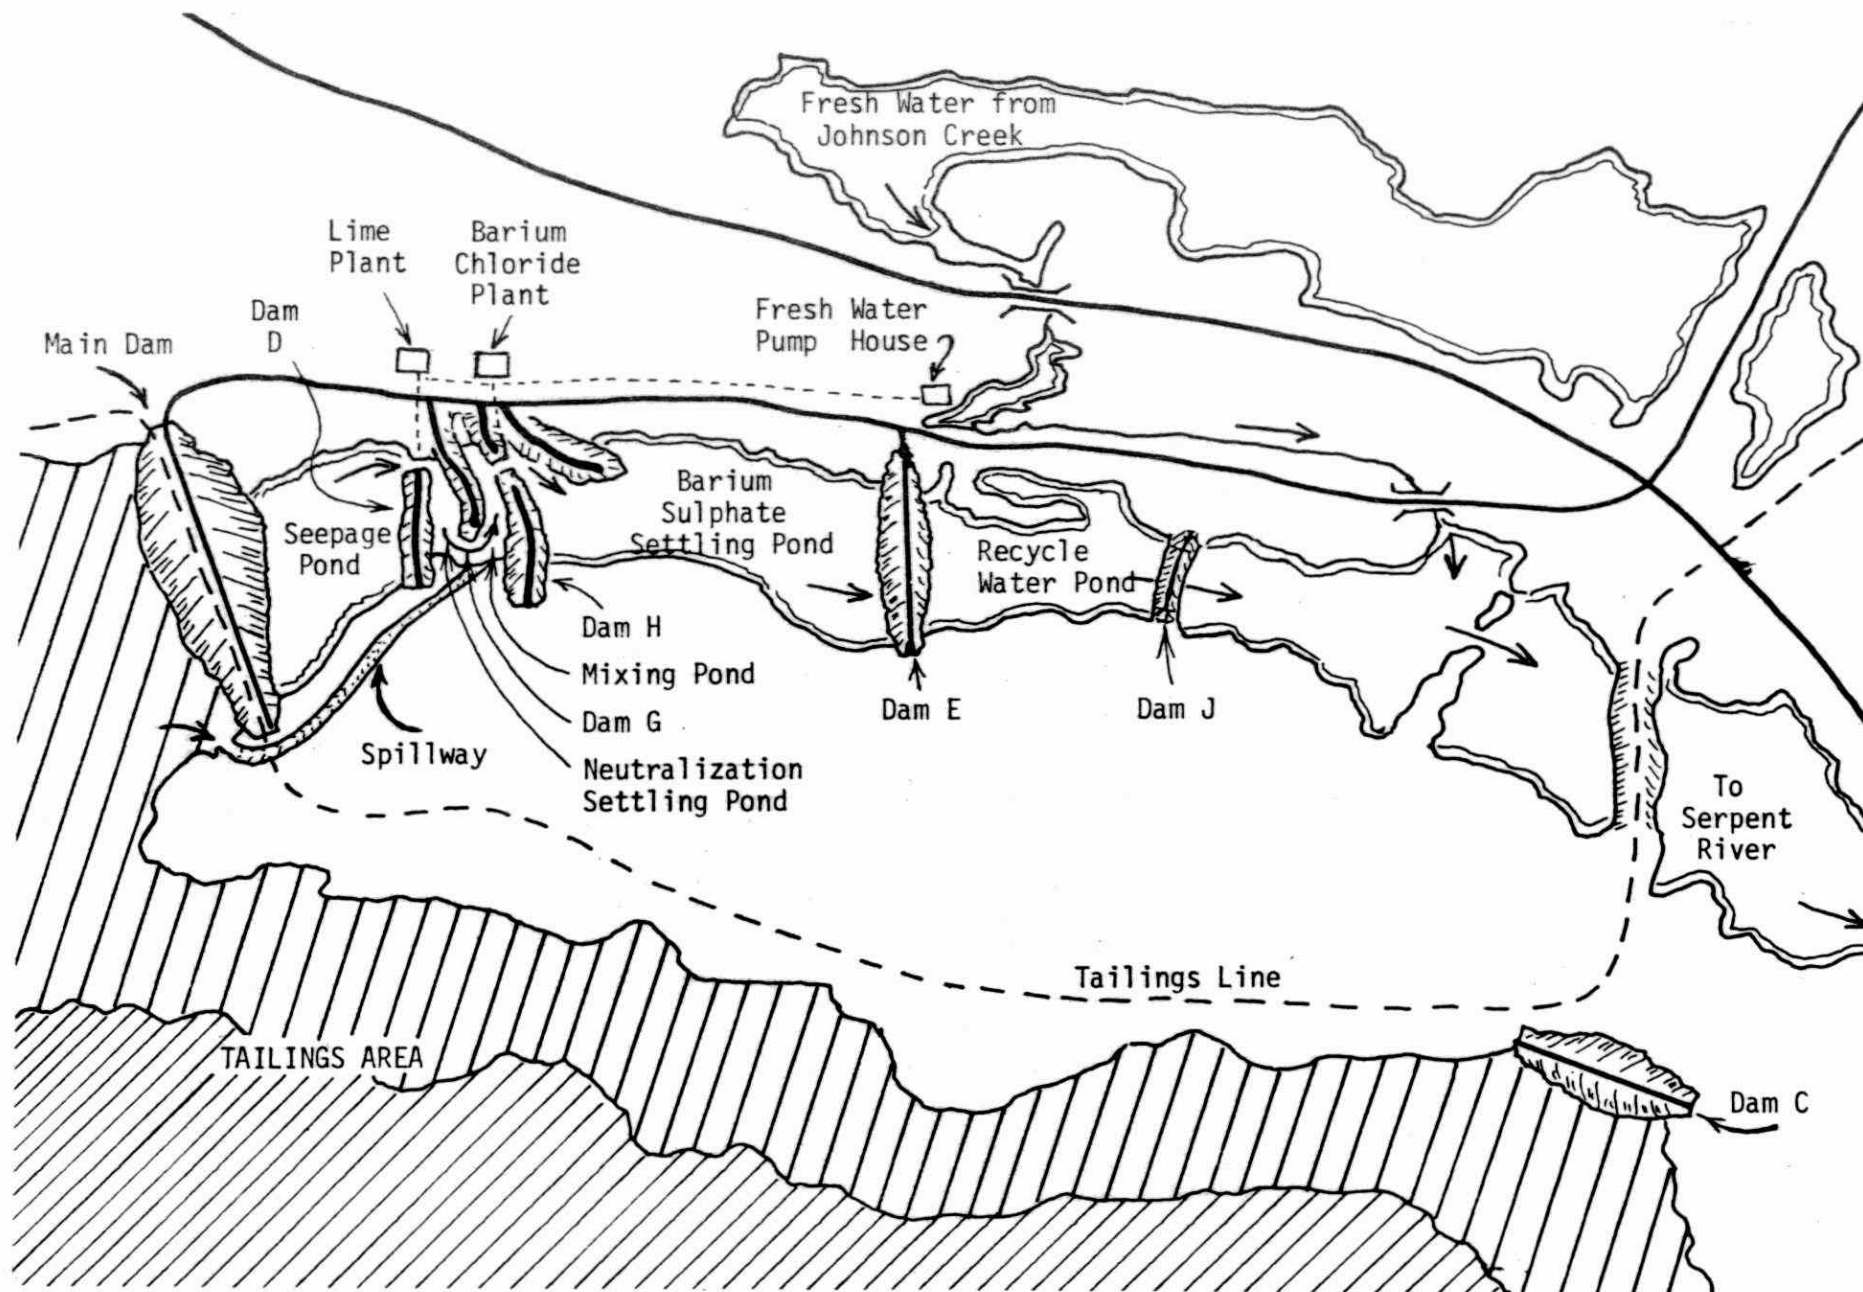 Fresh Water from
Johnson Creek
Lime
Plant
Barium
Chloride
Plant
Dam
D
Main Dam
Fresh Water
Pump House
Seepage
Pond
Barium
Sulphate
Settling Pond
Recycle
Water Pond
Dam H
Mixing Pond
Dam G
Neutralization
Settling Pond
Spillway
Dam E
Dam J
To
Serpent
River
Tailings Line
TAILINGS AREA
Dam C